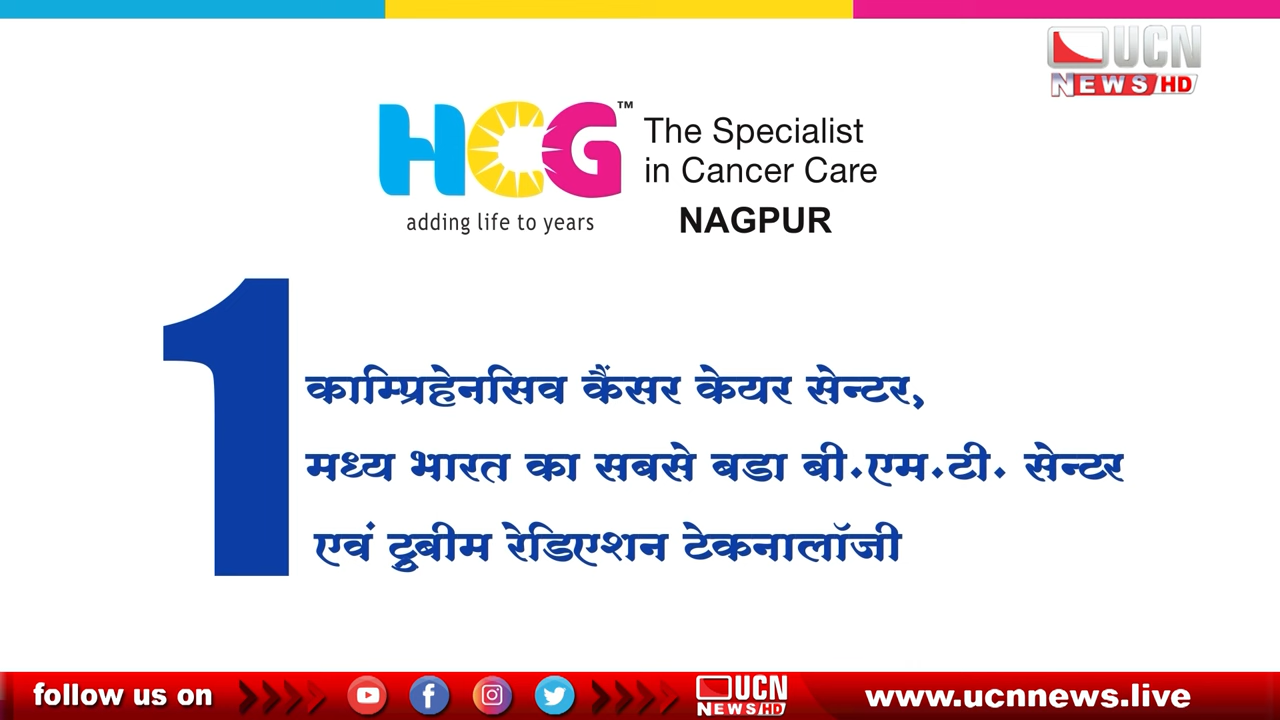 UCN
NEWS HD
HCG™
The Specialist
in Cancer Care
adding life to years
NAGPUR
1
काम्प्रिहेनसिव कैंसर केयर सेन्टर,
मध्य भारत का सबसे बडा बी.एम.टी. सेन्टर
एवं ट्रुबीम रेडिएशन टेकनालॉजी
follow us on
UCN
NEWS HD
www.ucnnews.live